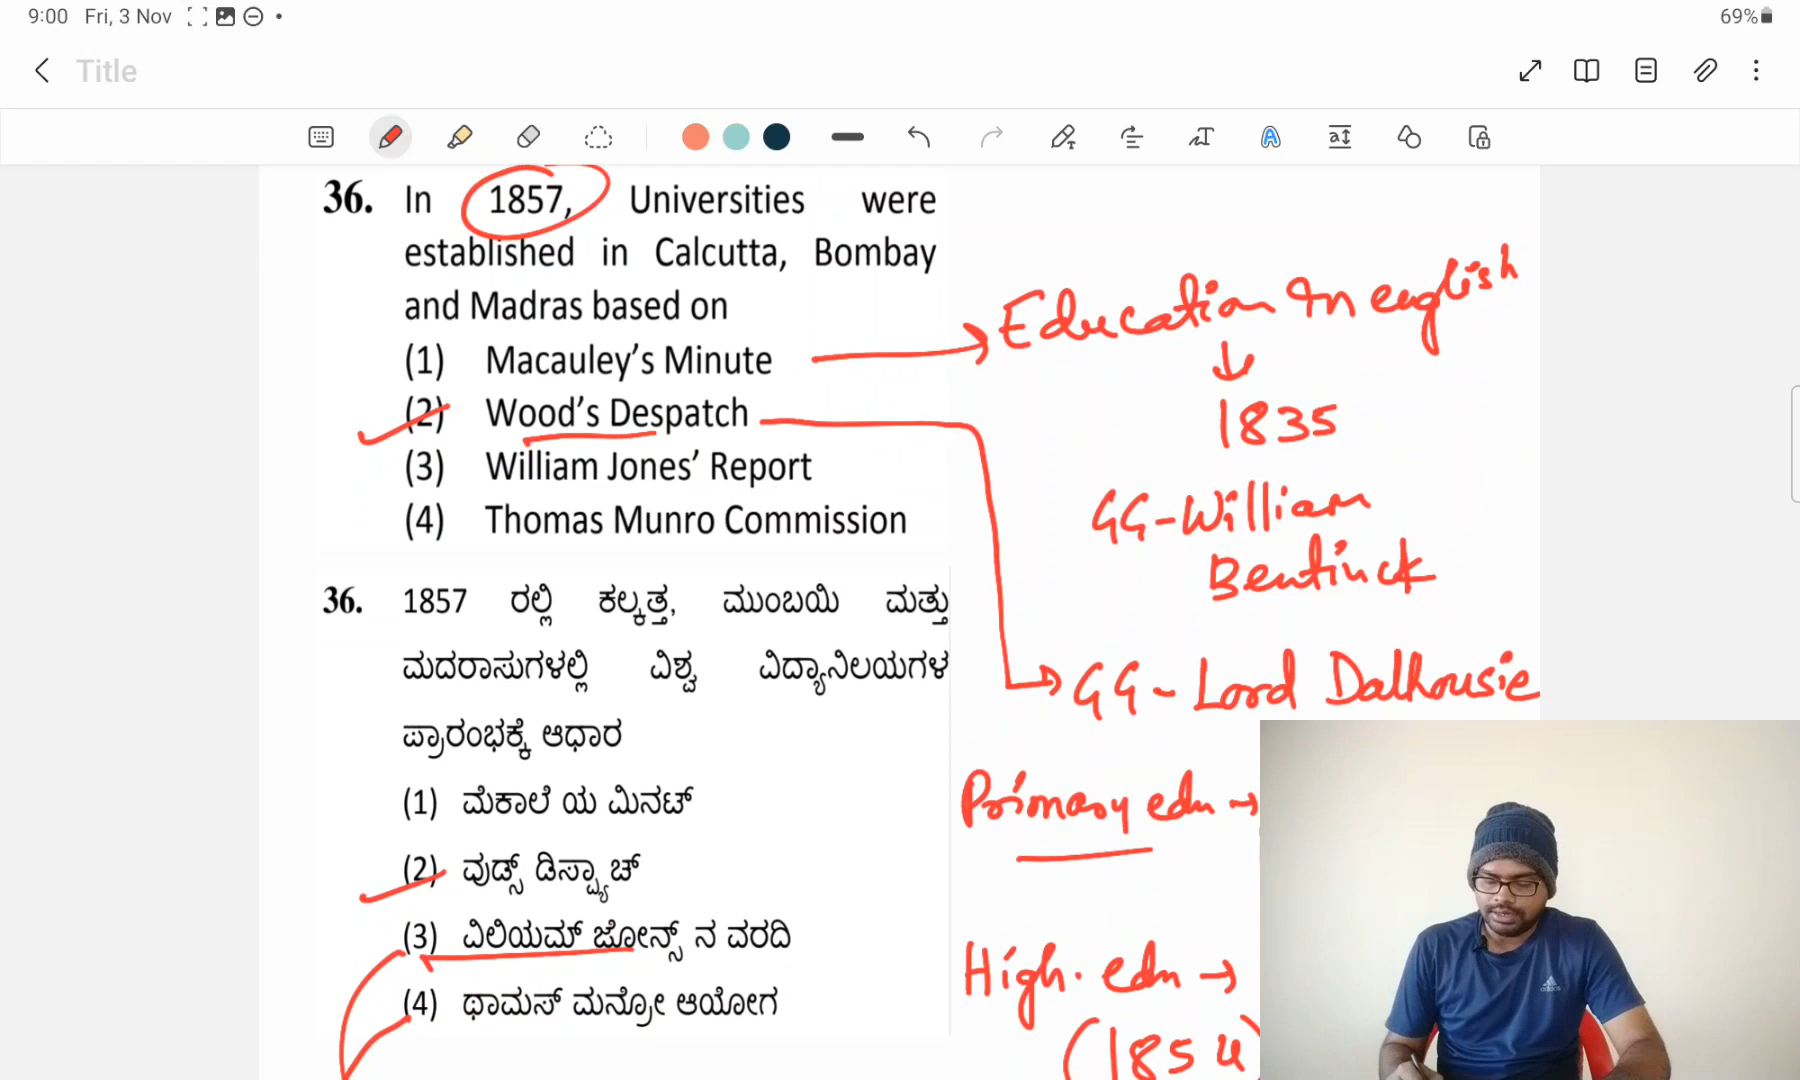 9:00 Fri, 3 Nov
69%
Title
36. In 1857, Universities were
established in Calcutta, Bombay
and Madras based on
(1) Macauley's Minute
(2) Wood's Despatch
(3) William Jones' Report
(4) Thomas Munro Commission
Education In english
1835
GG-William
Bentinck
GG - Lord Dalhousie
Primary edn →
High. edn →
(1854)
36. 1857 ರಲ್ಲಿ ಕಲ್ಕತ್ತ, ಮುಂಬಯಿ ಮತ್ತು
ಮದರಾಸುಗಳಲ್ಲಿ ವಿಶ್ವ ವಿದ್ಯಾನಿಲಯಗಳ
ಪ್ರಾರಂಭಕ್ಕೆ ಆಧಾರ
(1) ಮೆಕಾಲೆ ಯ ಮಿನಟ್
(2) ವುಡ್ಸ್ ಡಿಸ್ಪ್ಯಾಚ್
(3) ವಿಲಿಯಮ್ ಜೋನ್ಸ್ ನ ವರದಿ
(4) ಥಾಮಸ್ ಮನ್ರೋ ಆಯೋಗ
adidas